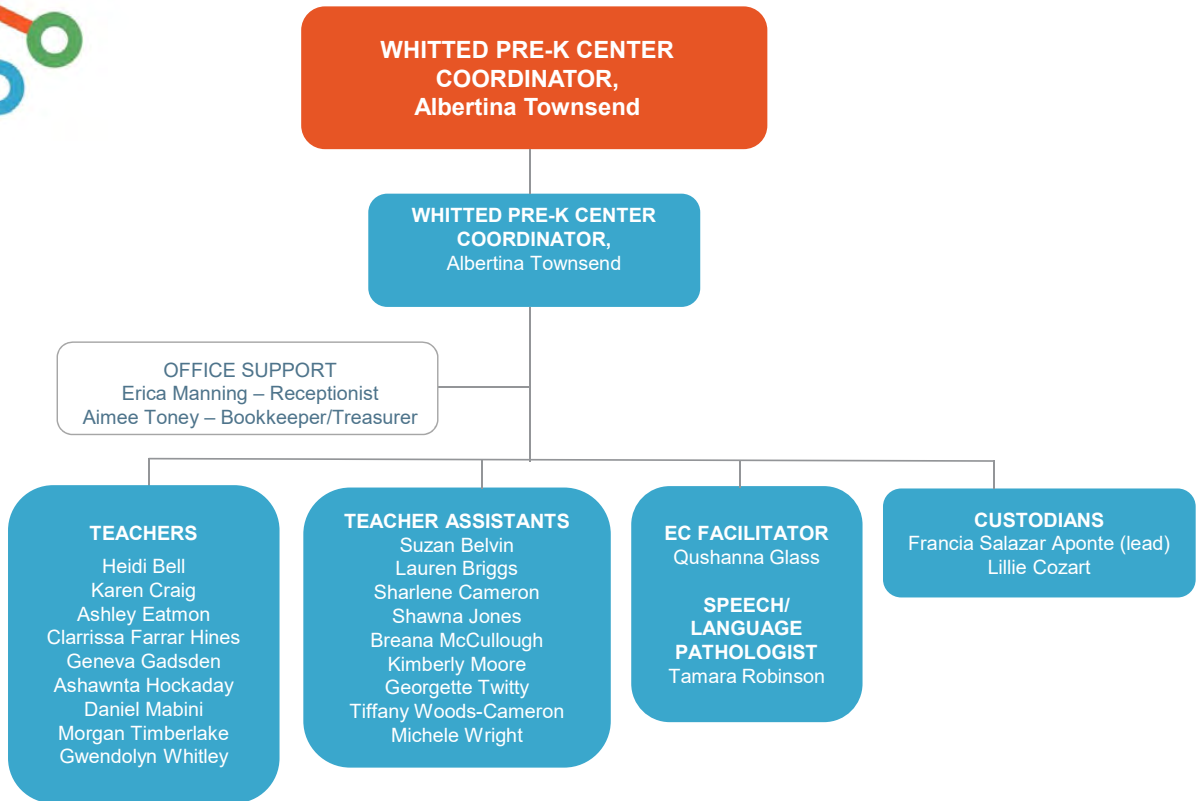 WHITTED PRE-K CENTER
COORDINATOR,
Albertina Townsend
WHITTED PRE-K CENTER
COORDINATOR,
Albertina Townsend
OFFICE SUPPORT
Erica Manning – Receptionist
Aimee Toney – Bookkeeper/Treasurer
TEACHERS
Heidi Bell
Karen Craig
Ashley Eatmon
Clarrissa Farrar Hines
Geneva Gadsden
Ashawnta Hockaday
Daniel Mabini
Morgan Timberlake
Gwendolyn Whitley
TEACHER ASSISTANTS
Suzan Belvin
Lauren Briggs
Sharlene Cameron
Shawna Jones
Breana McCullough
Kimberly Moore
Georgette Twitty
Tiffany Woods-Cameron
Michele Wright
EC FACILITATOR
Qushanna Glass
SPEECH/
LANGUAGE
PATHOLOGIST
Tamara Robinson
CUSTODIANS
Francia Salazar Aponte (lead)
Lillie Cozart